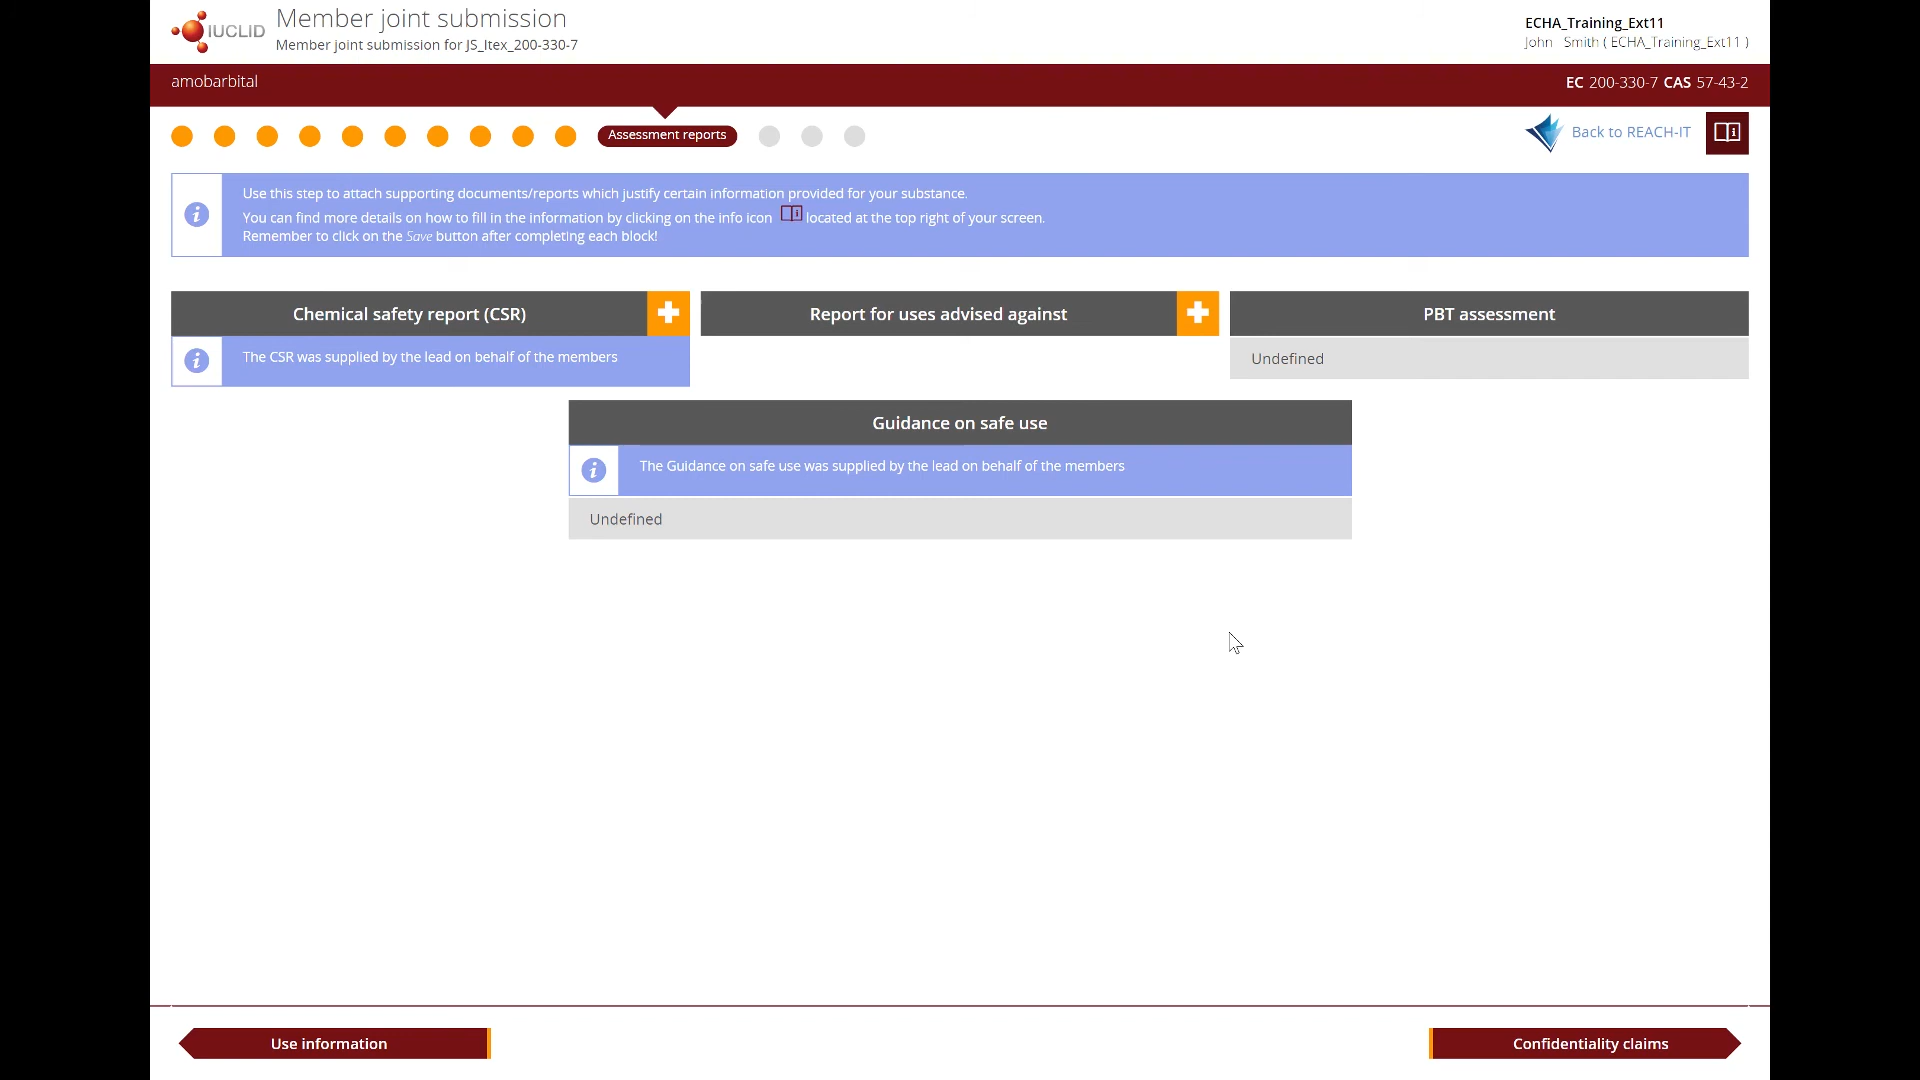 IUCLID
Member joint submission
Member joint submission for JS_Itex_200-330-7
ECHA_Training_Ext11
John Smith ( ECHA_Training_Ext11 )
amobarbital
EC 200-330-7 CAS 57-43-2
Assessment reports
Back to REACH-IT
Use this step to attach supporting documents/reports which justify certain information provided for your substance.
You can find more details on how to fill in the information by clicking on the info icon located at the top right of your screen.
Remember to click on the Save button after completing each block!
Chemical safety report (CSR)
The CSR was supplied by the lead on behalf of the members
Report for uses advised against
PBT assessment
Undefined
Guidance on safe use
The Guidance on safe use was supplied by the lead on behalf of the members
Undefined
Use information
Confidentiality claims